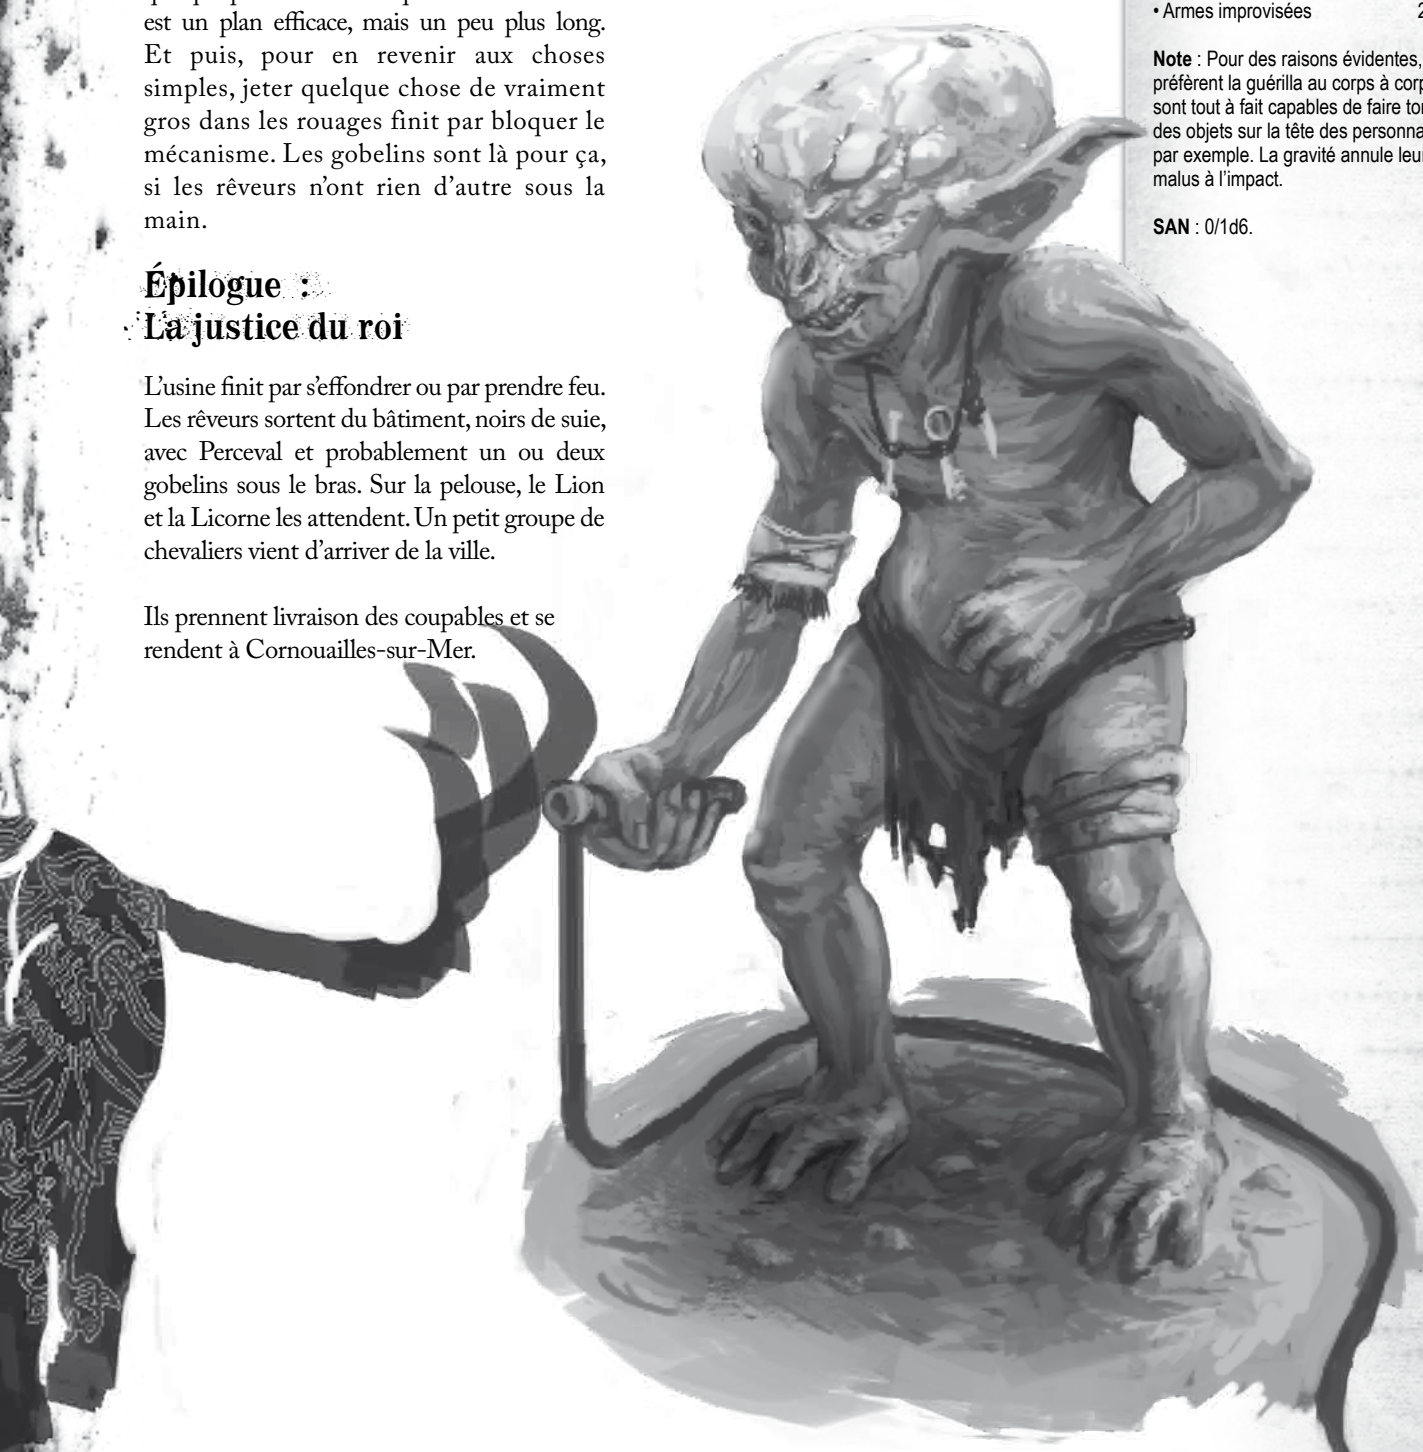 est un plan efficace, mais un peu plus long.
Et puis, pour en revenir aux choses
simples, jeter quelque chose de vraiment
gros dans les rouages finit par bloquer le
mécanisme. Les gobelins sont là pour ça,
si les rêveurs n’ont rien d’autre sous la
main.
Épilogue :
La justice du roi
L’usine finit par s’effondrer ou par prendre feu.
Les rêveurs sortent du bâtiment, noirs de suie,
avec Perceval et probablement un ou deux
gobelins sous le bras. Sur la pelouse, le Lion
et la Licorne les attendent. Un petit groupe de
chevaliers vient d’arriver de la ville.
Ils prennent livraison des coupables et se
rendent à Cornouailles-sur-Mer.
• Armes improvisées 2
Note : Pour des raisons évidentes,
préfèrent la guérilla au corps à corp
sont tout à fait capables de faire to
des objets sur la tête des personna
par exemple. La gravité annule leur
malus à l’impact.
SAN : 0/1d6.